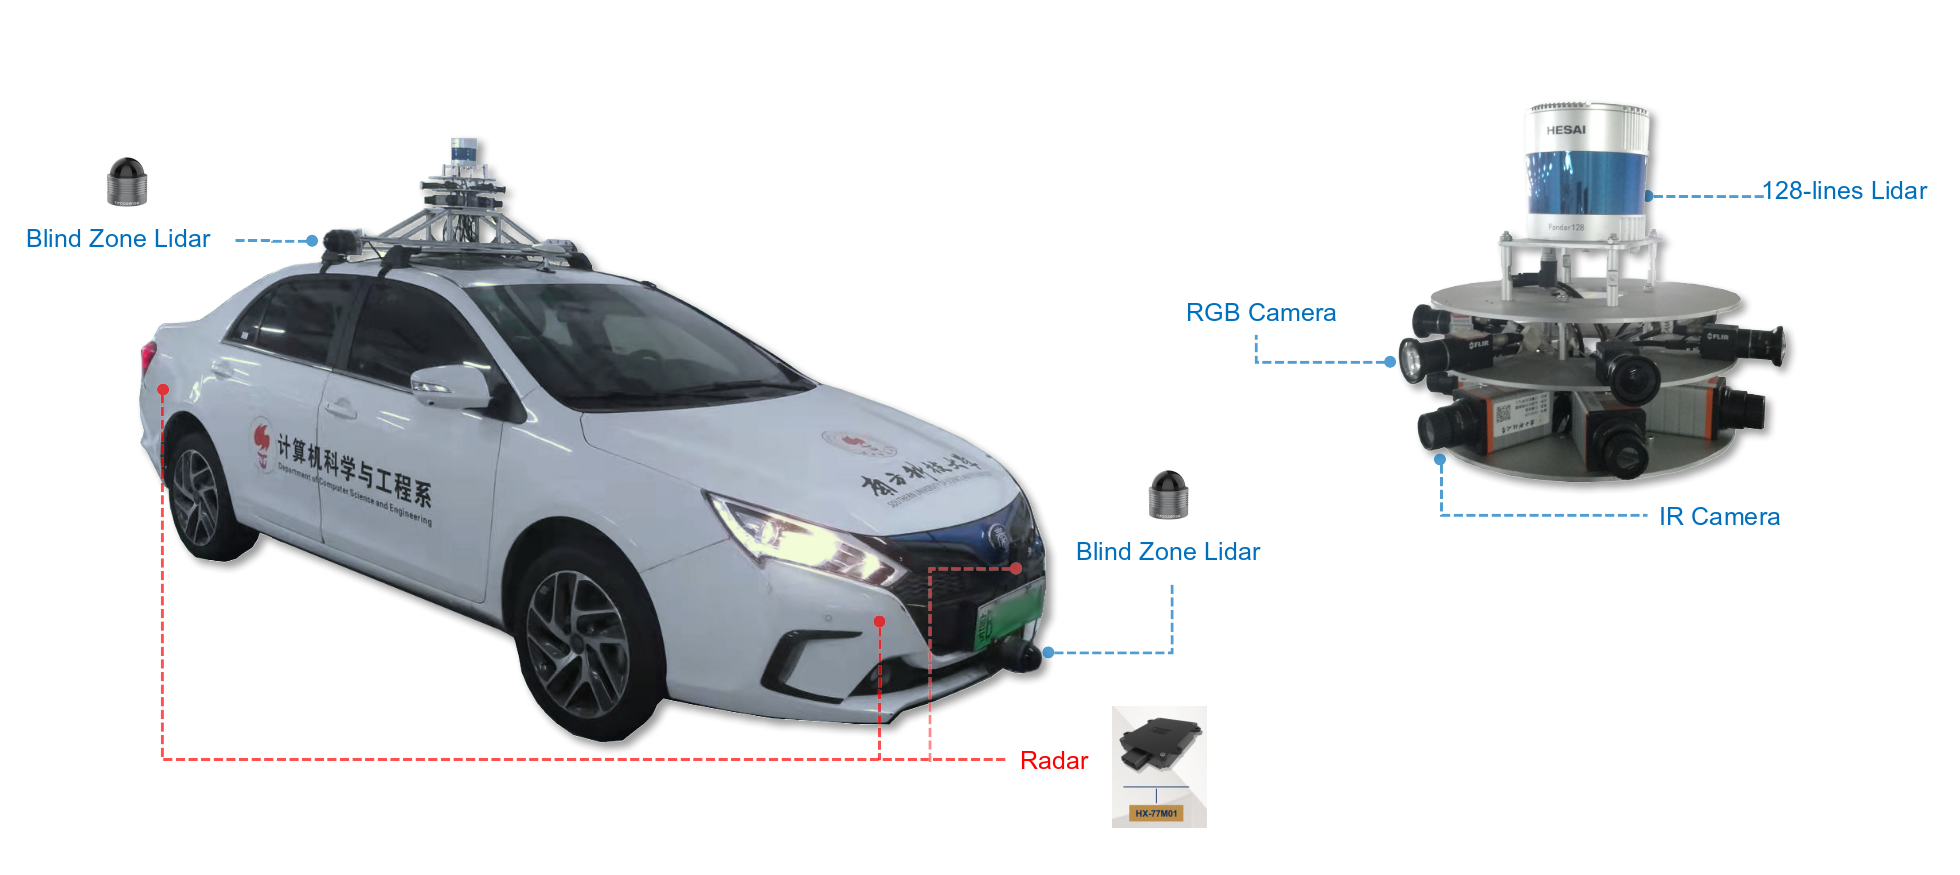 HESAI
Pandar128
128-lines Lidar
Blind Zone Lidar
RGB Camera
FLIR
FLIR
计算机科学与工程系
Department of Computer Science and Engineering
南方科技大学
IR Camera
Blind Zone Lidar
Radar
HX-77M01